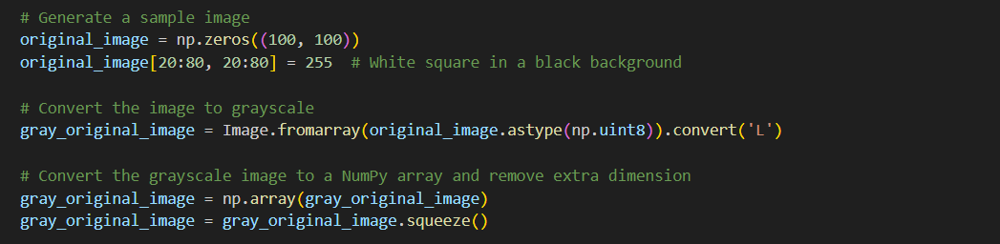 # Generate a sample image
original_image = np.zeros((100, 100))
original_image[20:80, 20:80] = 255  # White square in a black background
# Convert the image to grayscale
gray_original_image = Image.fromarray(original_image.astype(np.uint8)).convert('L')
# Convert the grayscale image to a NumPy array and remove extra dimension
gray_original_image = np.array(gray_original_image)
gray_original_image = gray_original_image.squeeze()